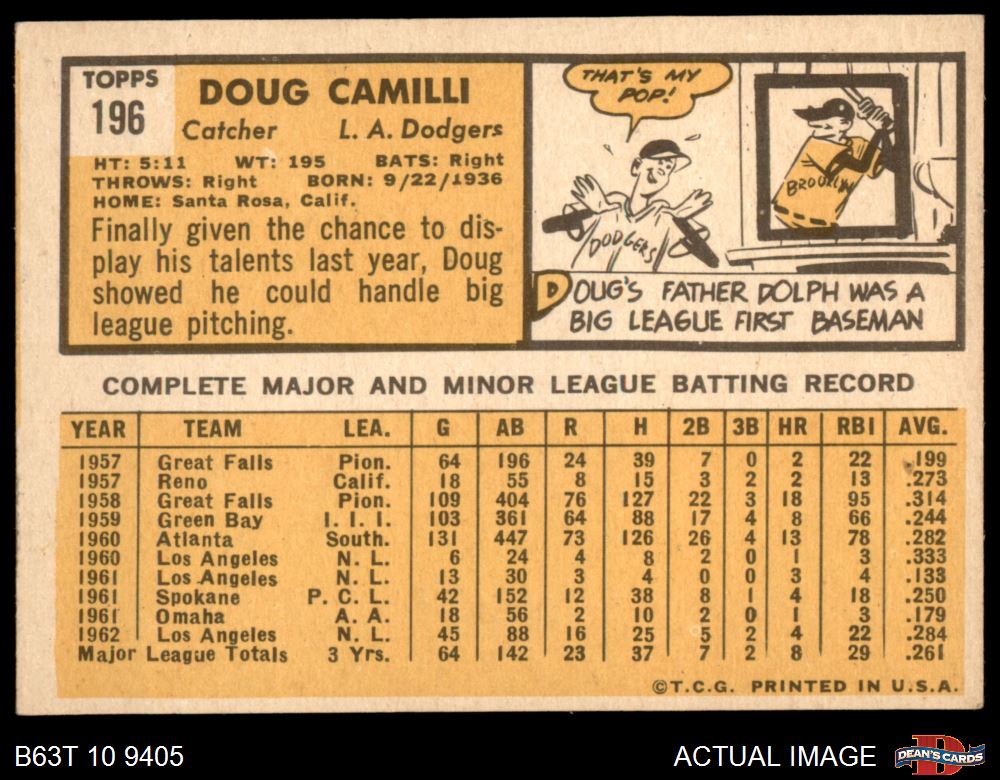 TOPPS
196
DOUG CAMILLI
Catcher L. A. Dodgers
HT: 5:11 WT: 195 BATS: Right
THROWS: Right BORN: 9/22/1936
HOME: Santa Rosa, Calif.
Finally given the chance to dis-
play his talents last year, Doug
showed he could handle big
league pitching.
THAT'S MY
POP!
DODGERS
BROOKLYN
DOUG'S FATHER DOLPH WAS A
BIG LEAGUE FIRST BASEMAN
COMPLETE MAJOR AND MINOR LEAGUE BATTING RECORD
YEAR TEAM LEA. G AB R H 2B 3B HR RBI AVG.
1957 Great Falls Pion. 64 196 24 39 7 0 2 22 .199
1957 Reno Calif. 18 55 8 15 3 2 2 13 .273
1958 Great Falls Pion. 109 404 76 127 22 3 18 95 .314
1959 Green Bay I. I. I. 103 361 64 88 17 4 8 66 .244
1960 Atlanta South. 131 447 73 126 26 4 13 78 .282
1960 Los Angeles N. L. 6 24 4 8 2 0 1 3 .333
1961 Los Angeles N. L. 13 30 3 4 0 0 3 4 .133
1961 Spokane P. C. L. 42 152 12 38 8 1 4 18 .250
1961 Omaha A. A. 18 56 2 10 2 0 1 3 .179
1962 Los Angeles N. L. 45 88 16 25 5 2 4 22 .284
Major League Totals 3 Yrs. 64 142 23 37 7 2 8 29 .261
©T.C.G. PRINTED IN U.S.A.
B63T 10 9405 ACTUAL IMAGE DEAN'S CARDS